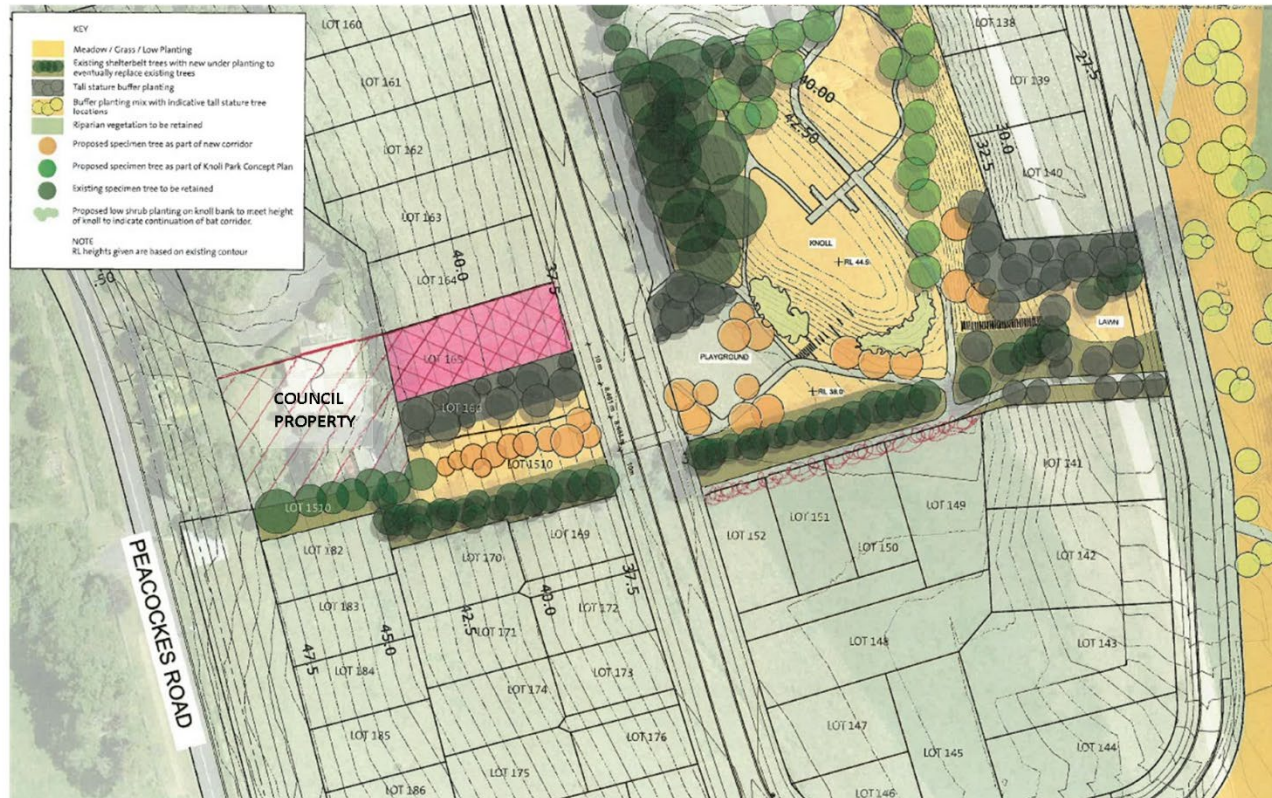 KEY
Meadow / Grass / Low Planting
Existing shelterbelt trees with new under planting to
eventually replace existing trees
Tall stature buffer planting
Buffer planting mix with indicative tall stature tree
locations
Riparian vegetation to be retained
Proposed specimen tree as part of new corridor
Proposed specimen tree as part of Knoll Park Concept Plan
Existing specimen tree to be retained
Proposed low shrub planting on knoll bank to meet height
of knoll to indicate continuation of bat corridor.
NOTE
RL heights given are based on existing contour
LOT 160
LOT 161
LOT 162
LOT 163
LOT 164
40.0
37.5
.50
LOT 165
LOT 1510
COUNCIL
PROPERTY
LOT 1510
10m
PEACOCKES ROAD
LOT 182
LOT 183
LOT 184
LOT 185
LOT 186
47.5
45.0
42.5
40.0
37.5
LOT 170
LOT 169
LOT 171
LOT 172
LOT 174
LOT 173
LOT 175
LOT 176
40.00
42.50
KNOLL
RL 44.5
PLAYGROUND
RL 38.0
LAWN
LOT 138
LOT 139
LOT 140
27.5
30.0
32.5
LOT 152
LOT 151
LOT 150
LOT 149
LOT 141
LOT 142
LOT 148
LOT 143
LOT 147
LOT 145
LOT 144
LOT 146